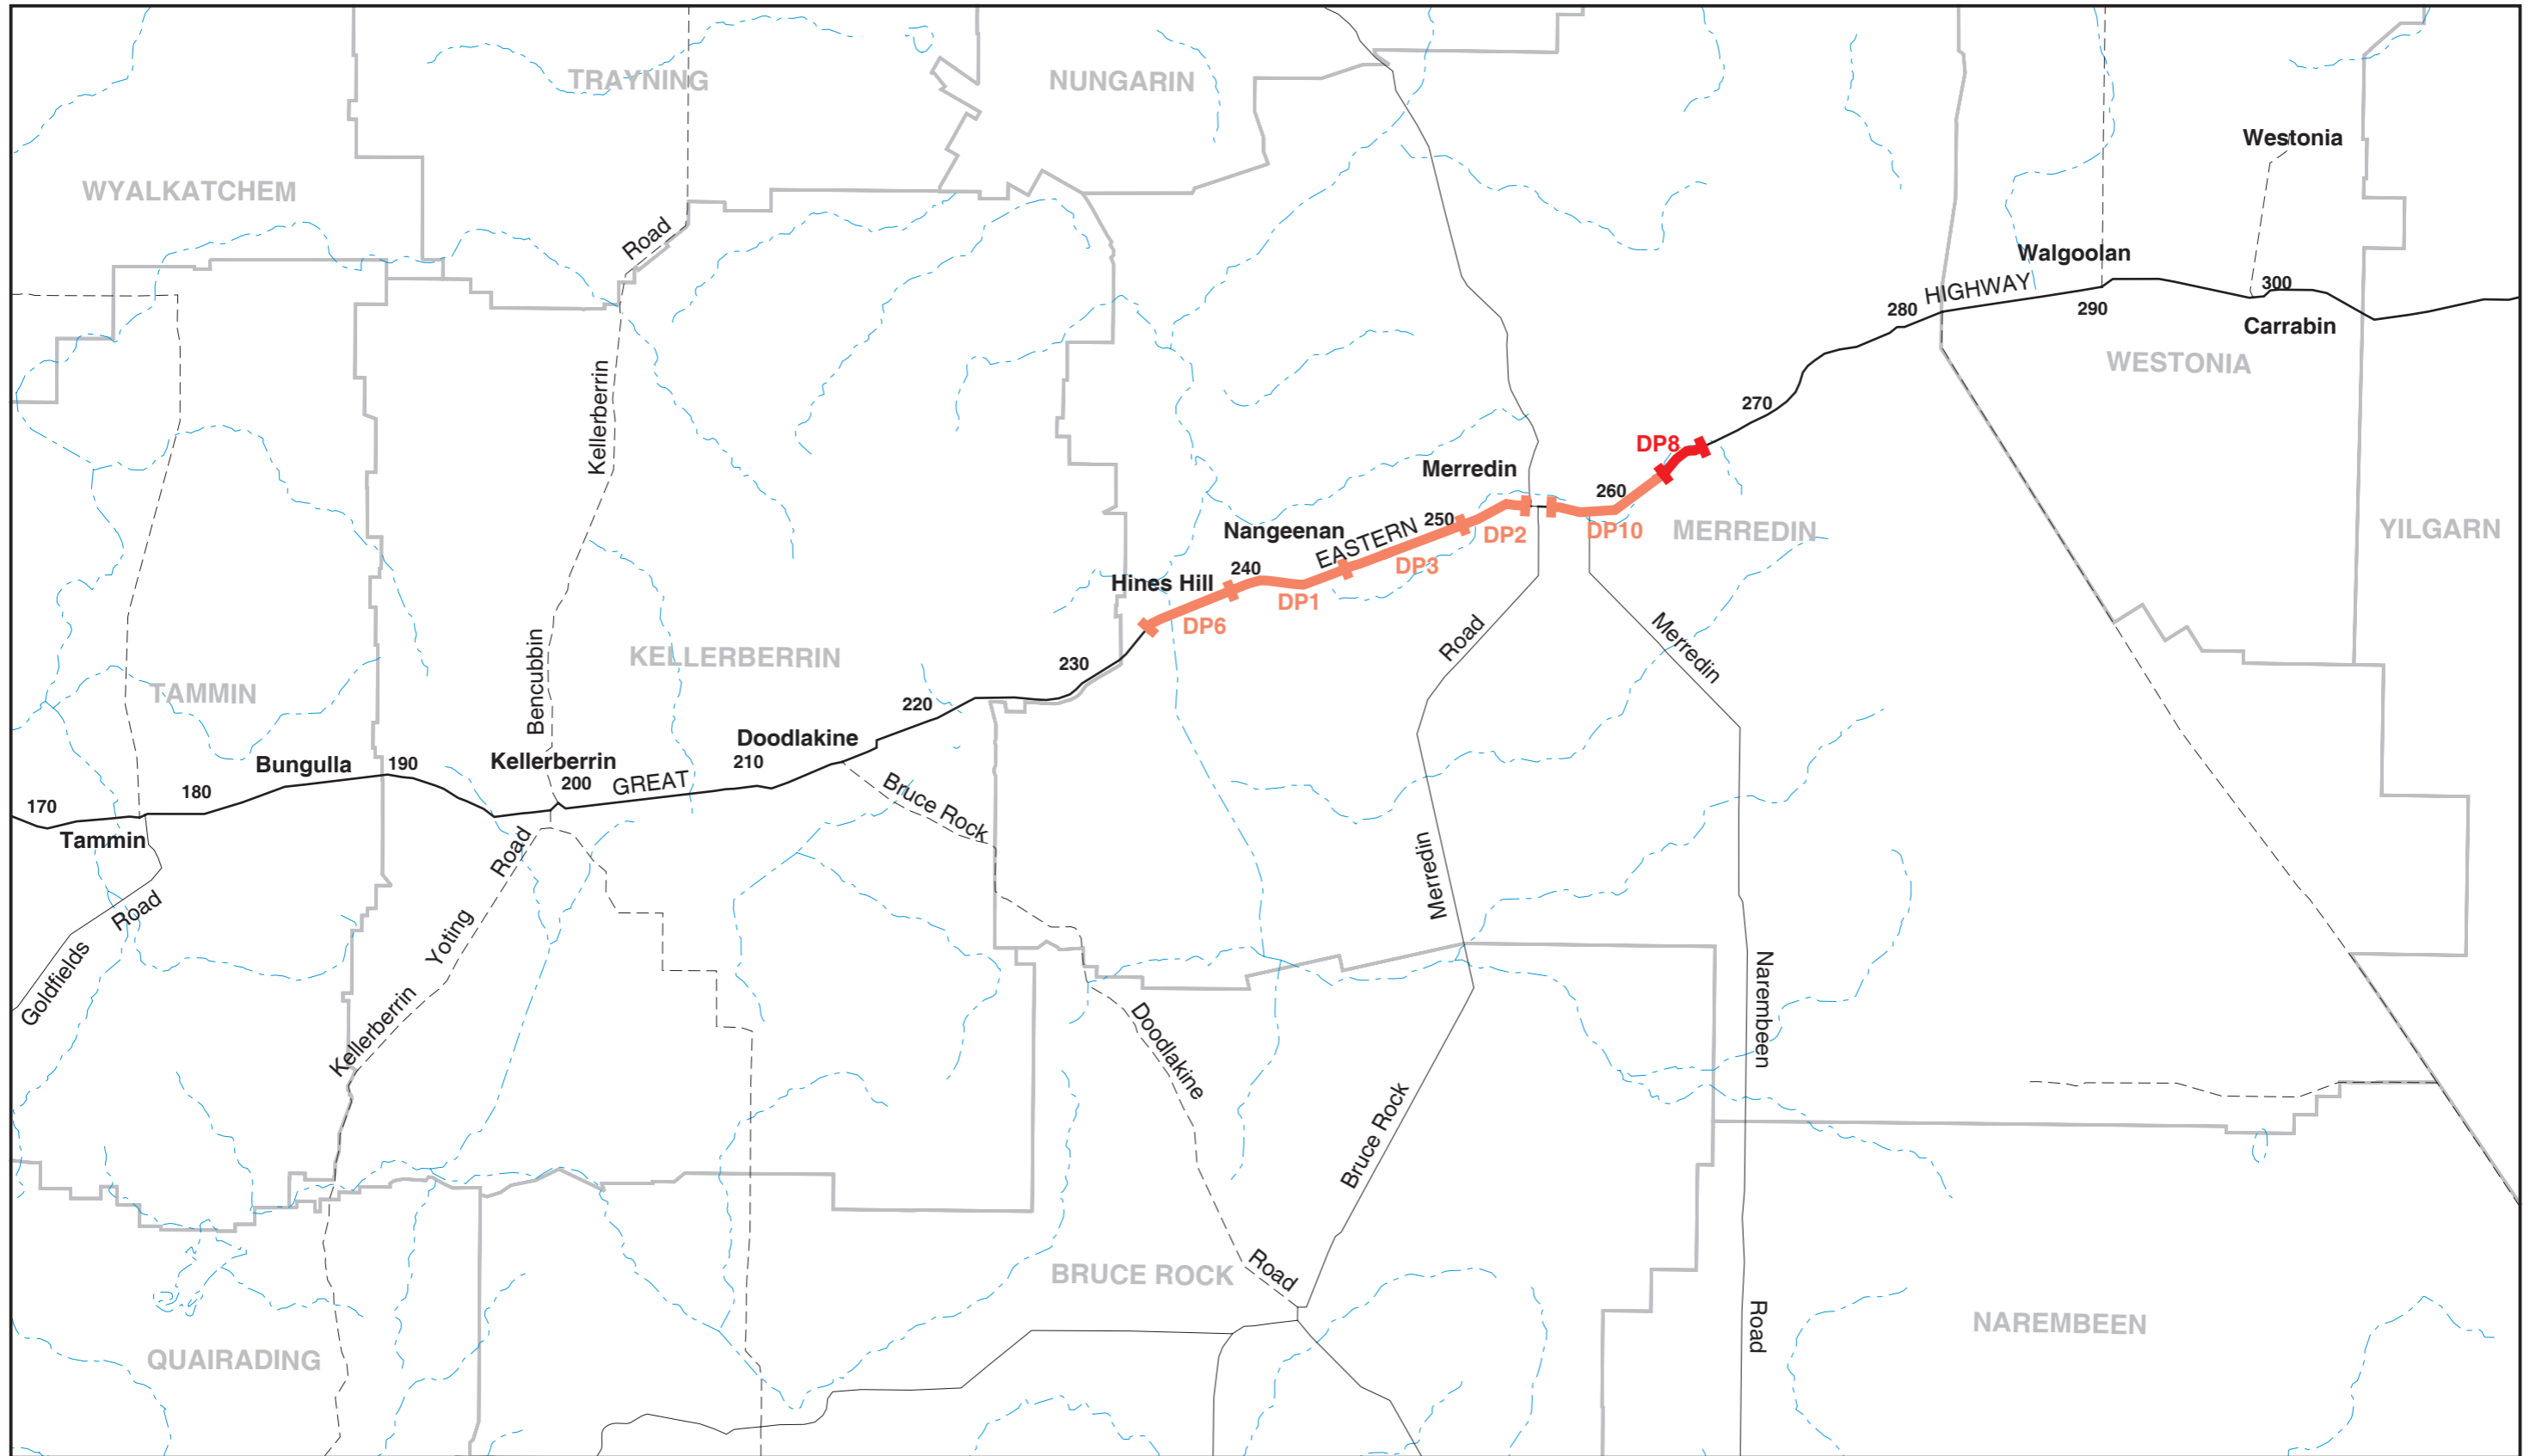 TRAYNING
NUNGARIN
Westonia
WYALKATCHEM
Road
Walgoolan
300
280
HIGHWAY
290
Carrabin
WESTONIA
Kellerberrin
270
DP8
Merredin
260
250
Nangeenan
EASTERN
DP2
DP10
MERREDIN
YILGARN
DP3
240
Hines Hill
DP1
DP6
Road
Merredin
Bencubbin
KELLERBERRIN
230
TAMMIN
220
Doodlakine
210
Bungulla
190
Kellerberrin
200
GREAT
180
170
Bruce Rock
Tammin
Road
Merredin
Road
Yoting
Goldfields
Narembeen
Kellerberrin
Doodlakine
Bruce Rock
Road
BRUCE ROCK
Road
NAREMBEEN
QUAIRADING